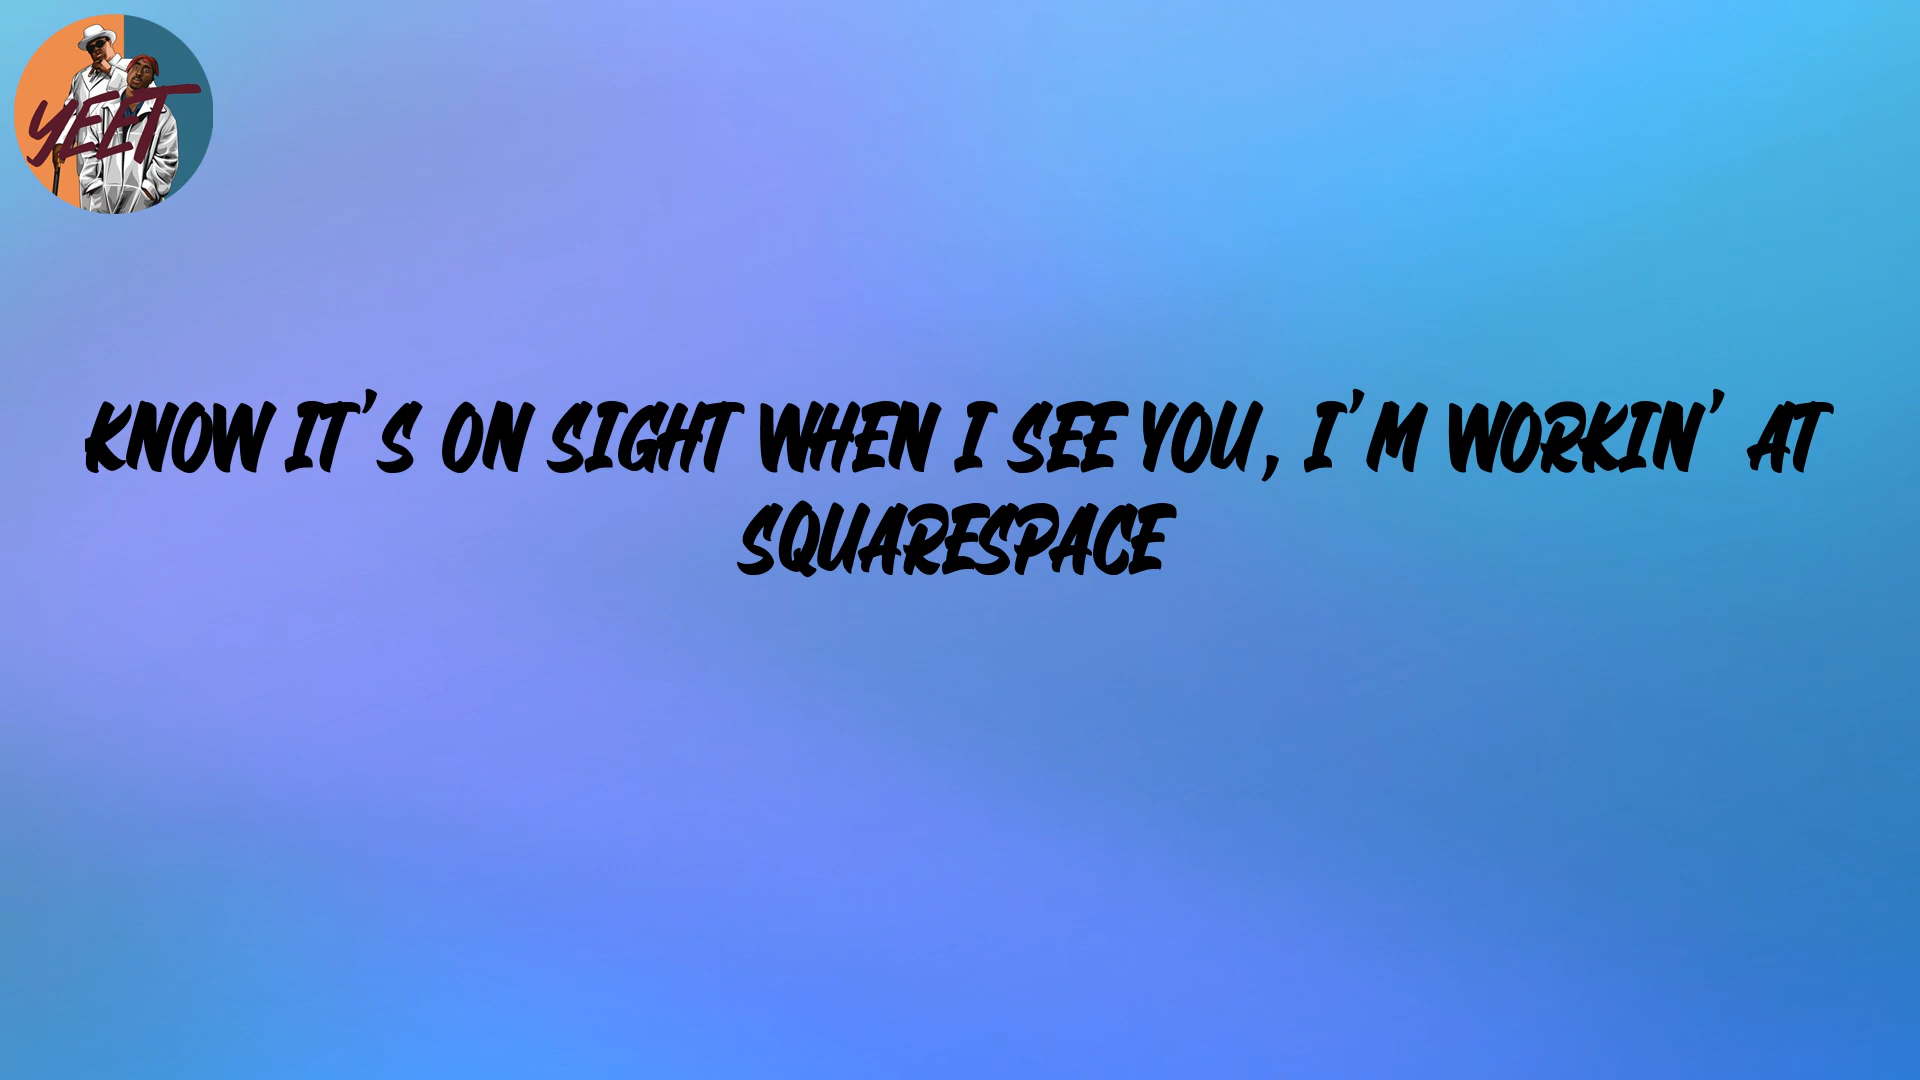 YEET
KNOW IT'S ON SIGHT WHEN I SEE YOU, I'M WORKIN' AT
SQUARESPACE